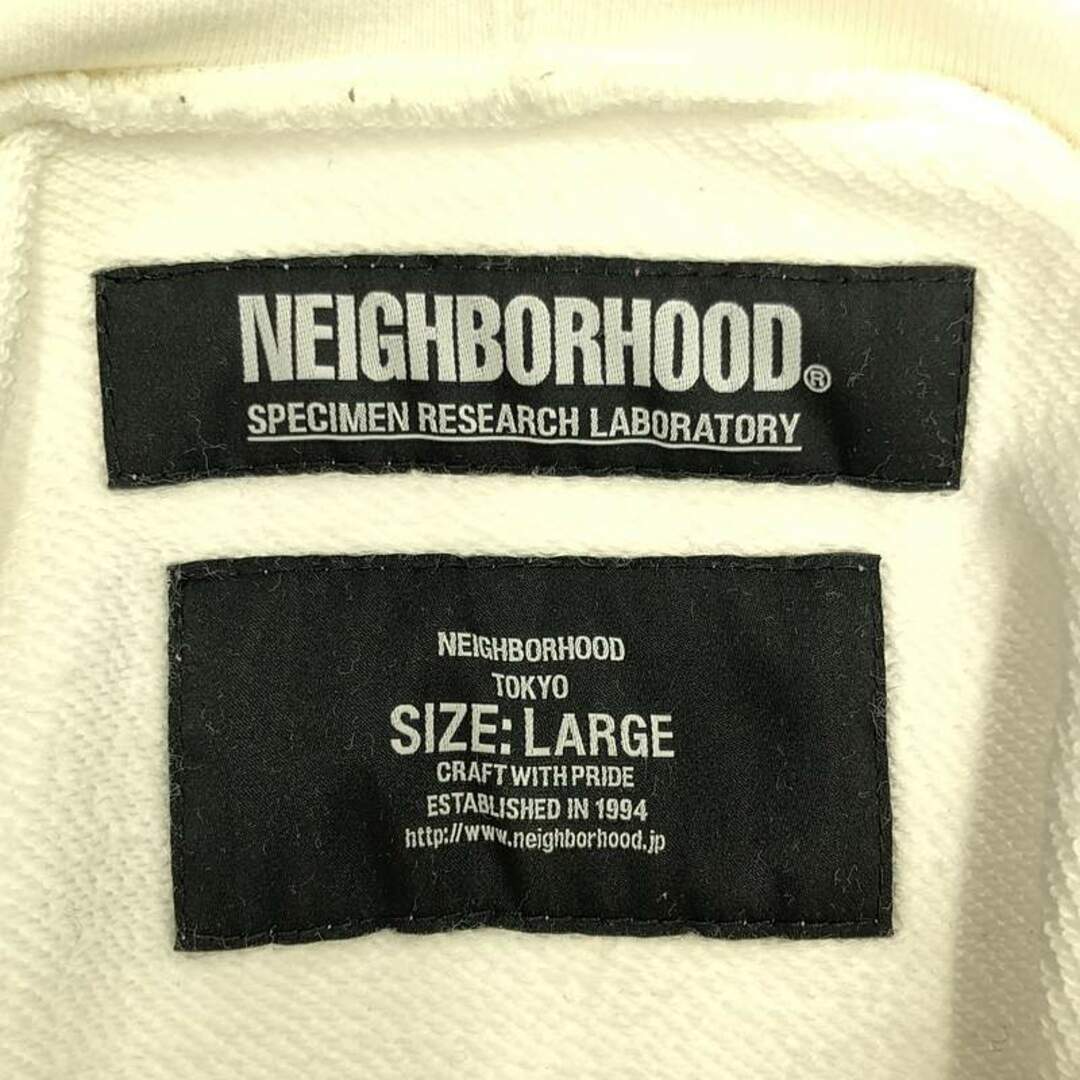 NEIGHBORHOOD®
SPECIMEN RESEARCH LABORATORY
NEIGHBORHOOD
TOKYO
SIZE: LARGE
CRAFT WITH PRIDE
ESTABLISHED IN 1994
http://www.neighborhood.jp